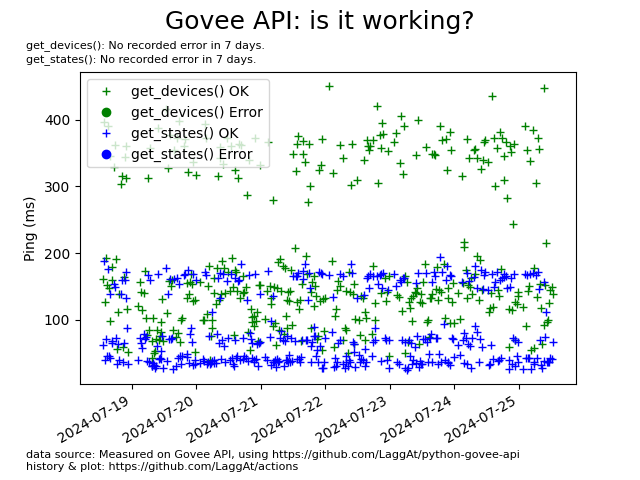 Govee API: is it working?
get_devices(): No recorded error in 7 days.
get_states(): No recorded error in 7 days.
get_devices() OK
get_devices() Error
get_states() OK
get_states() Error
400
300
200
100
Ping (ms)
2024-07-19
2024-07-20
2024-07-21
2024-07-22
2024-07-23
2024-07-24
2024-07-25
data source: Measured on Govee API, using https://github.com/LaggAt/python-govee-api
history & plot: https://github.com/LaggAt/actions